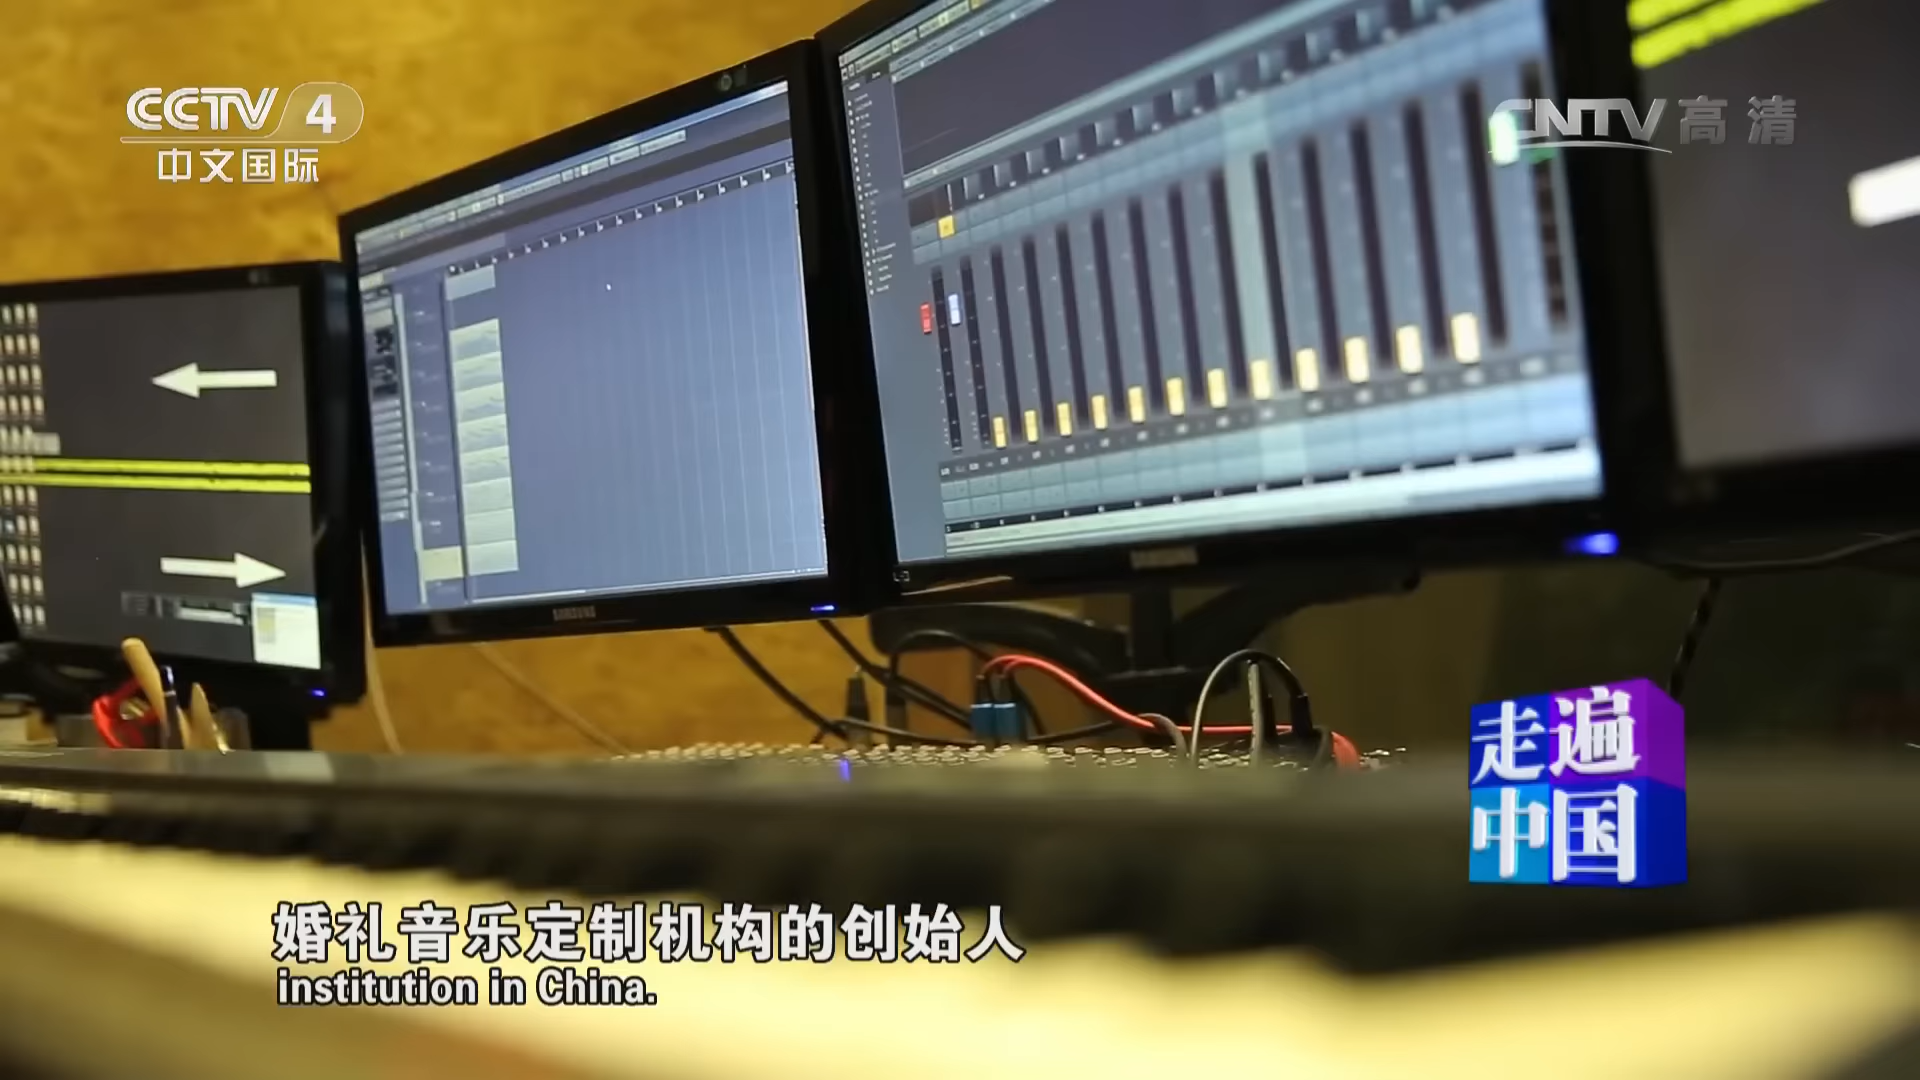 CCTV 4
中文国际
CNTV 高清
SAMSUNG
SAMSUNG
走遍
中国
婚礼音乐定制机构的创始人
institution in China.